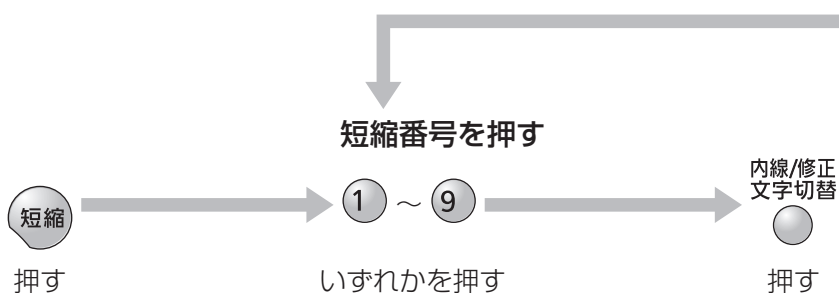 短縮番号を押す
内線/修正
文字切替
短縮
1 ～ 9
押す
いずれかを押す
押す